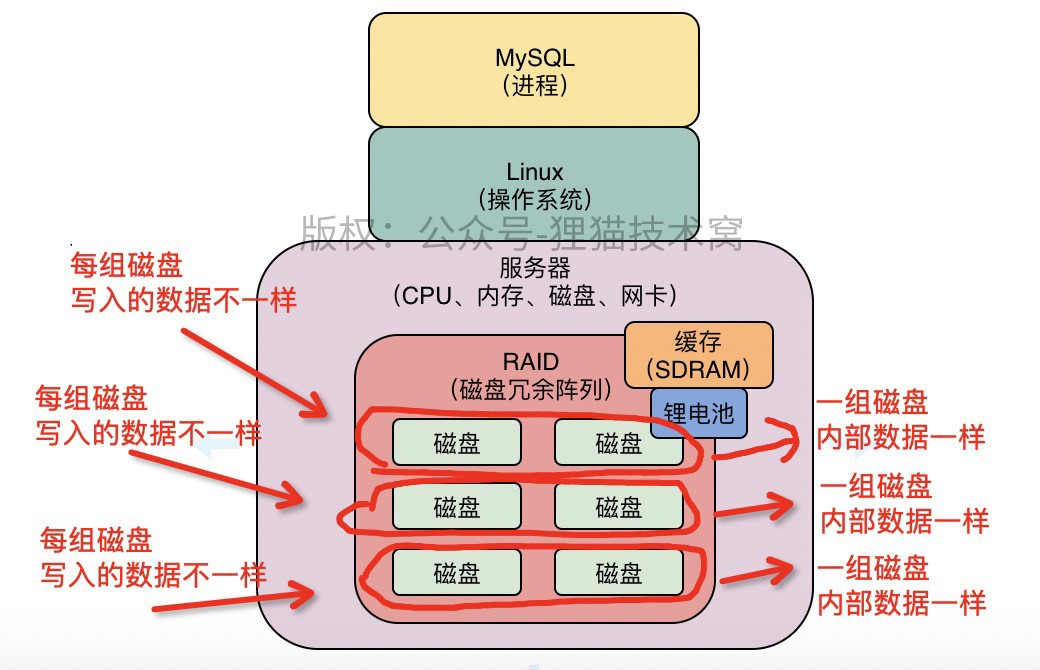 MySQL
（进程）
Linux
（操作系统）
版权：公众号-狸猫技术窝
服务器
（CPU、内存、磁盘、网卡）
每组磁盘
写入的数据不一样
缓存
（SDRAM）
RAID
（磁盘冗余阵列）
锂电池
每组磁盘
写入的数据不一样
磁盘
磁盘
一组磁盘
内部数据一样
磁盘
磁盘
一组磁盘
内部数据一样
每组磁盘
写入的数据不一样
磁盘
磁盘
一组磁盘
内部数据一样